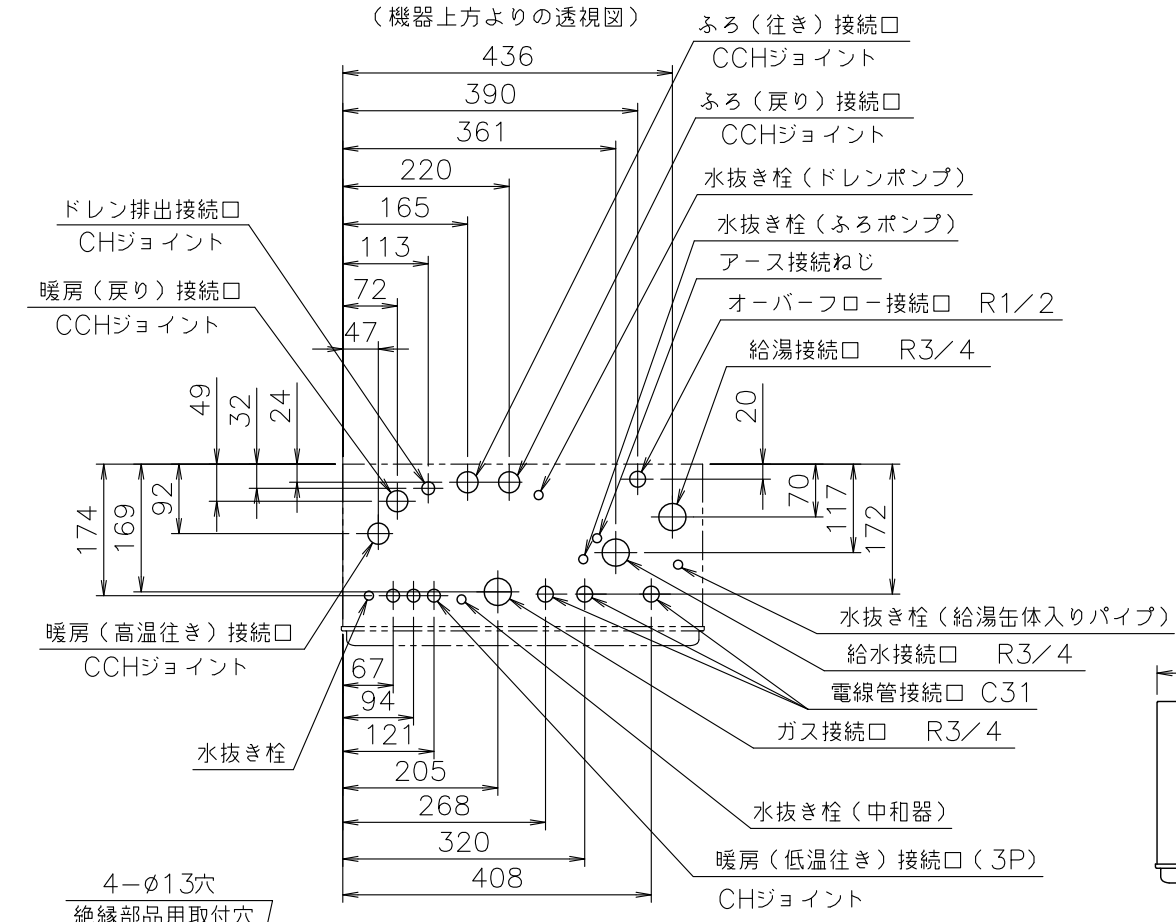 （機器上方よりの透視図）
ふろ（往き）接続口
CCHジョイント
436
390
ふろ（戻り）接続口
CCHジョイント
361
220
水抜き栓（ドレンポンプ）
165
ドレン排出接続口
CHジョイント
水抜き栓（ふろポンプ）
113
アース接続ねじ
暖房（戻り）接続口
CCHジョイント
72
オーバーフロー接続口 R1/2
47
給湯接続口 R3/4
49
32
24
20
174
169
92
70
117
172
暖房（高温往き）接続口
CCHジョイント
水抜き栓（給湯缶体入りパイプ）
給水接続口 R3/4
67
電線管接続口 C31
94
121
ガス接続口 R3/4
水抜き栓
205
268
水抜き栓（中和器）
320
暖房（低温往き）接続口（3P）
CHジョイント
408
4-φ13穴
絶縁部品用取付穴